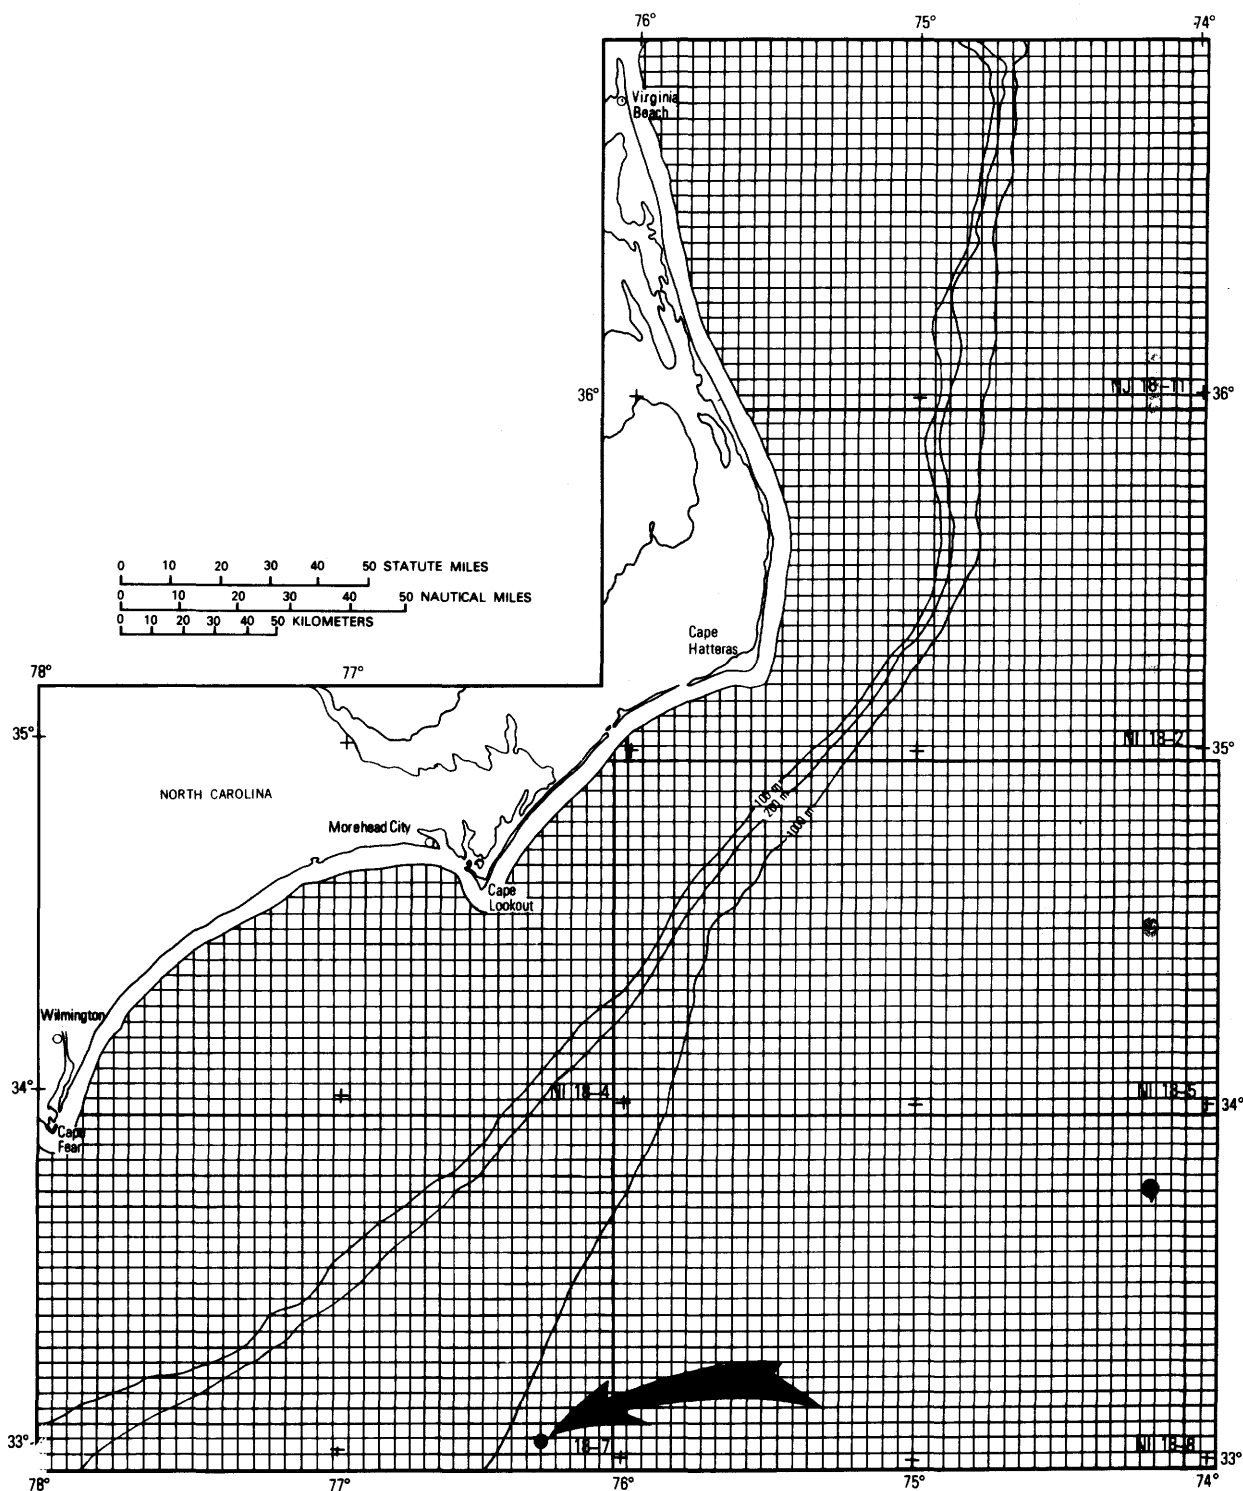 76° 75° 74°
Virginia
Beach
NJ 18-11
36° 36°
0 10 20 30 40 50 STATUTE MILES
0 10 20 30 40 50 NAUTICAL MILES
0 10 20 30 40 50 KILOMETERS
Cape
Hatteras
78° 77°
35° NI 18-2 35°
100 m
200 m
1000 m
NORTH CAROLINA
Morehead City
Cape
Lookout
Wilmington
34° NI 18-4 NI 18-5 34°
Cape
Fear
33° 18-7 NI 18-8 33°
78° 77° 76° 75° 74°